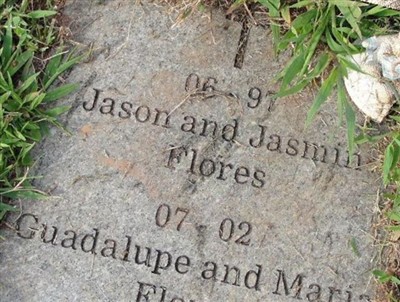 06 - 97
Jason and Jasmin
Flores
07 - 02
Guadalupe and Maria